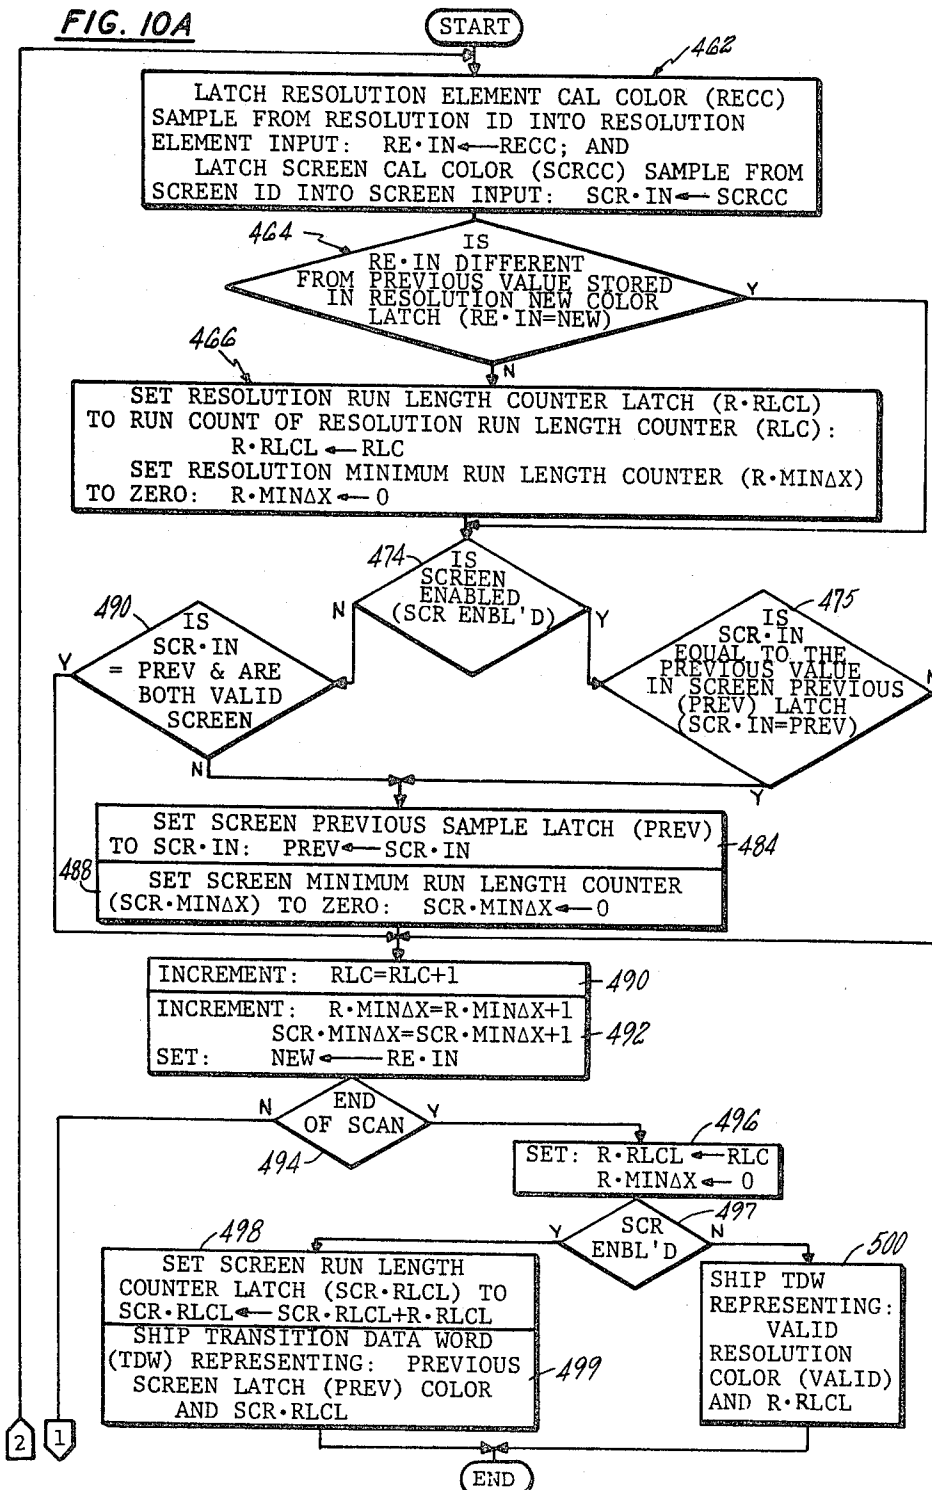 FIG. 10A
START
462
LATCH RESOLUTION ELEMENT CAL COLOR (RECC)
SAMPLE FROM RESOLUTION ID INTO RESOLUTION
ELEMENT INPUT: RE•IN←RECC; AND
LATCH SCREEN CAL COLOR (SCRCC) SAMPLE FROM
SCREEN ID INTO SCREEN INPUT: SCR•IN←SCRCC
464
IS
RE•IN DIFFERENT
FROM PREVIOUS VALUE STORED
IN RESOLUTION NEW COLOR
LATCH (RE•IN=NEW)
Y
N
466
SET RESOLUTION RUN LENGTH COUNTER LATCH (R•RLCL)
TO RUN COUNT OF RESOLUTION RUN LENGTH COUNTER (RLC):
R•RLCL←RLC
SET RESOLUTION MINIMUM RUN LENGTH COUNTER (R•MIN∆X)
TO ZERO: R•MIN∆X←0
474
IS
SCREEN
ENABLED
(SCR ENBL'D)
N
Y
490
IS
SCR•IN
= PREV & ARE
BOTH VALID
SCREEN
Y
N
475
IS
SCR•IN
EQUAL TO THE
PREVIOUS VALUE
IN SCREEN PREVIOUS
(PREV) LATCH
(SCR•IN=PREV)
N
Y
SET SCREEN PREVIOUS SAMPLE LATCH (PREV)
TO SCR•IN: PREV←SCR•IN
484
488
SET SCREEN MINIMUM RUN LENGTH COUNTER
(SCR•MIN∆X) TO ZERO: SCR•MIN∆X←0
INCREMENT: RLC=RLC+1
490
INCREMENT: R•MIN∆X=R•MIN∆X+1
SCR•MIN∆X=SCR•MIN∆X+1
SET: NEW←RE•IN
492
END
OF SCAN
N
Y
494
496
SET: R•RLCL←RLC
R•MIN∆X←0
497
SCR
ENBL'D
Y
N
498
SET SCREEN RUN LENGTH
COUNTER LATCH (SCR•RLCL) TO
SCR•RLCL←SCR•RLCL+R•RLCL
SHIP TRANSITION DATA WORD
(TDW) REPRESENTING: PREVIOUS
SCREEN LATCH (PREV) COLOR
AND SCR•RLCL
499
500
SHIP TDW
REPRESENTING:
VALID
RESOLUTION
COLOR (VALID)
AND R•RLCL
2
1
END